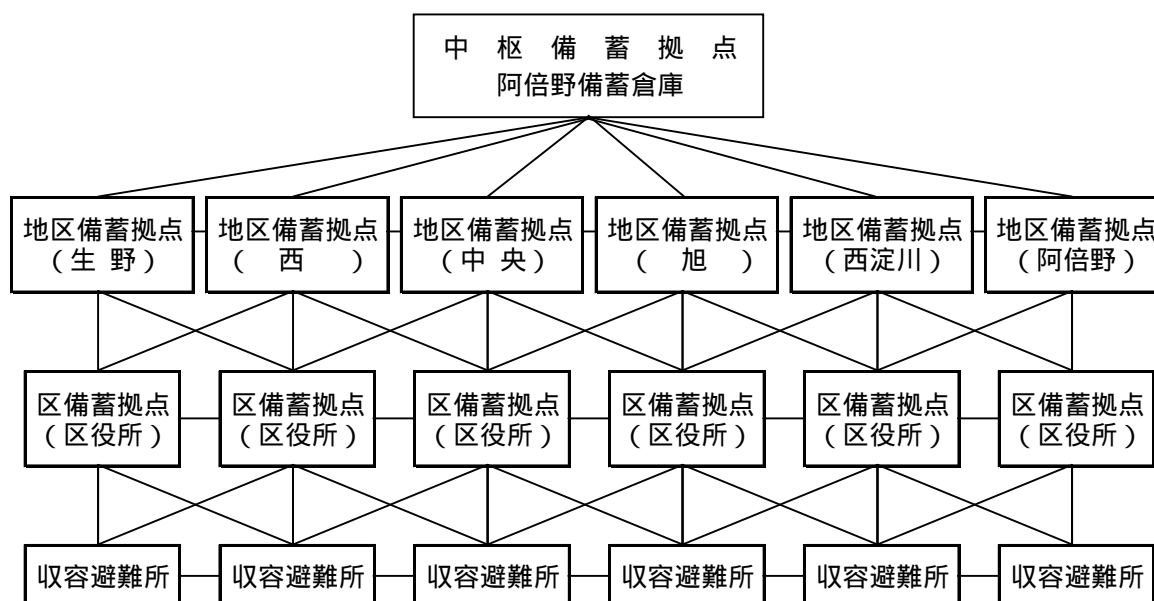 中枢備蓄拠点
阿倍野備蓄倉庫
地区備蓄拠点
（生野）
地区備蓄拠点
（西）
地区備蓄拠点
（中央）
地区備蓄拠点
（旭）
地区備蓄拠点
（西淀川）
地区備蓄拠点
（阿倍野）
区備蓄拠点
（区役所）
区備蓄拠点
（区役所）
区備蓄拠点
（区役所）
区備蓄拠点
（区役所）
区備蓄拠点
（区役所）
区備蓄拠点
（区役所）
収容避難所
収容避難所
収容避難所
収容避難所
収容避難所
収容避難所